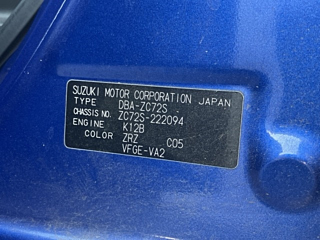 SUZUKI MOTOR CORPORATION JAPAN
TYPE DBA-ZC72S
CHASSIS NO. ZC72S-222094
ENGINE K12B
COLOR ZRZ C05
VFGE-VA2